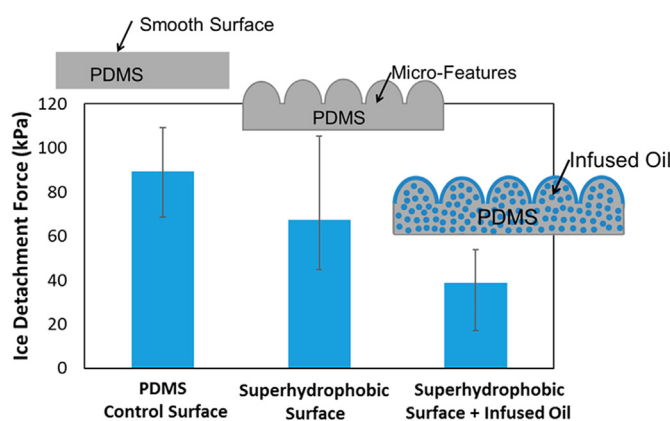 Smooth Surface
PDMS
Micro-Features
PDMS
Infused Oil
PDMS
Ice Detachment Force (kPa)
120
100
80
60
40
20
0
PDMS
Control Surface
Superhydrophobic
Surface
Superhydrophobic
Surface + Infused Oil